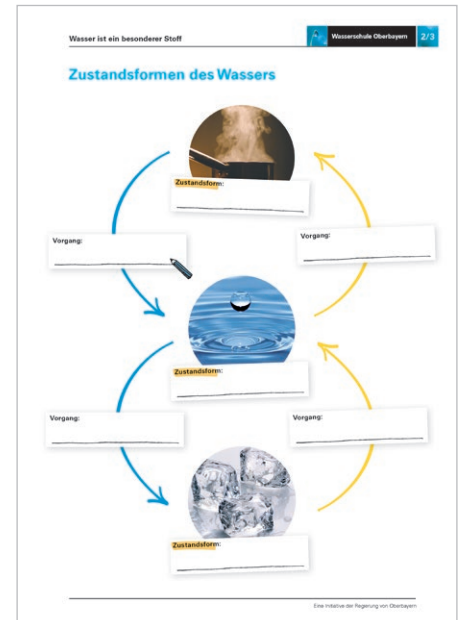 Wasser ist ein besonderer Stoff
Wasserschule Oberbayern 2/3
Zustandsformen des Wassers
Zustandsform:
Vorgang:
Vorgang:
Zustandsform:
Vorgang:
Vorgang:
Zustandsform:
Eine Initiative der Regierung von Oberbayern